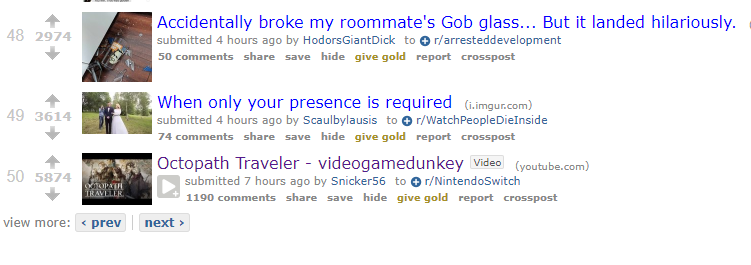 Accidentally broke my roommate's Gob glass... But it landed hilariously.
48 2974
submitted 4 hours ago by HodorsGiantDick to r/arresteddevelopment
50 comments share save hide give gold report crosspost
When only your presence is required (i.imgur.com)
49 3614
submitted 4 hours ago by Scaulbylausis to r/WatchPeopleDieInside
74 comments share save hide give gold report crosspost
Octopath Traveler - videogamedunkey Video (youtube.com)
50 5874
OCTOPATH TRAVELER
submitted 7 hours ago by Snicker56 to r/NintendoSwitch
1190 comments share save hide give gold report crosspost
view more: ‹ prev | next ›